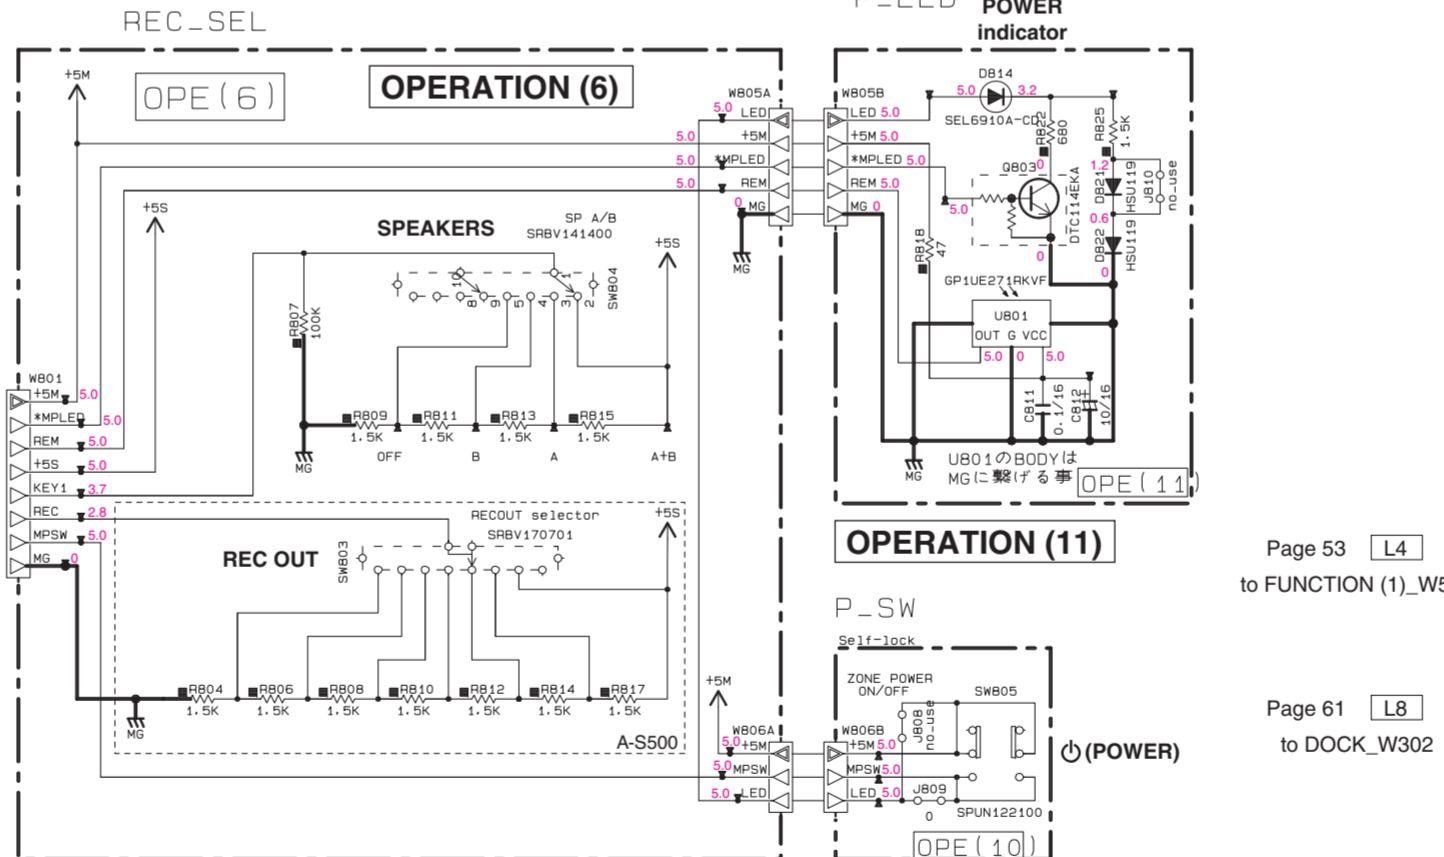 REC_SEL
OPE(6)
OPERATION (6)
+5M
+5S
SPEAKERS
SP A/B
SRBV141400
+5S
SW804
10
1
8
9
5
4
3
2
R807
100K
MG
R809
1.5K
R811
1.5K
R813
1.5K
R815
1.5K
OFF
B
A
A+B
W801
+5M 5.0
*MPLED 5.0
REM 5.0
+5S 5.0
KEY1 3.7
REC 2.8
MPSW 5.0
MG 0
W805A
5.0 LED
5.0 +5M
5.0 *MPLED
5.0 REM
0 MG
MG
RECOUT selector
SRBV170701
REC OUT
SW803
+5S
R804
1.5K
R806
1.5K
R808
1.5K
R810
1.5K
R812
1.5K
R814
1.5K
R817
1.5K
MG
A-S500
+5M
W806A
5.0 +5M
5.0 MPSW
5.0 LED
P_LED
POWER
indicator
W805B
LED 5.0
+5M 5.0
*MPLED 5.0
REM 5.0
MG 0
D814
5.0
3.2
SEL6910A-CD
R822
680
R825
1.5K
Q803
0
5.0
DTC114EKA
0
1.2
D821
HSU119
J810
no_use
0.6
D822
HSU119
0
R818
47
GP1UE271RKVF
U801
OUT G VCC
5.0 0 5.0
C811
0.1/16
C812
+
10/16
MG
U801のBODYは
MGに繋げる事
OPE(11)
OPERATION (11)
P_SW
Self-lock
ZONE POWER
ON/OFF
SW805
J808
no_use
W806B
+5M 5.0
MPSW 5.0
LED 5.0
J809
0
SPUN122100
(POWER)
OPE(10)
Page 53 L4
to FUNCTION (1)_W5
Page 61 L8
to DOCK_W302